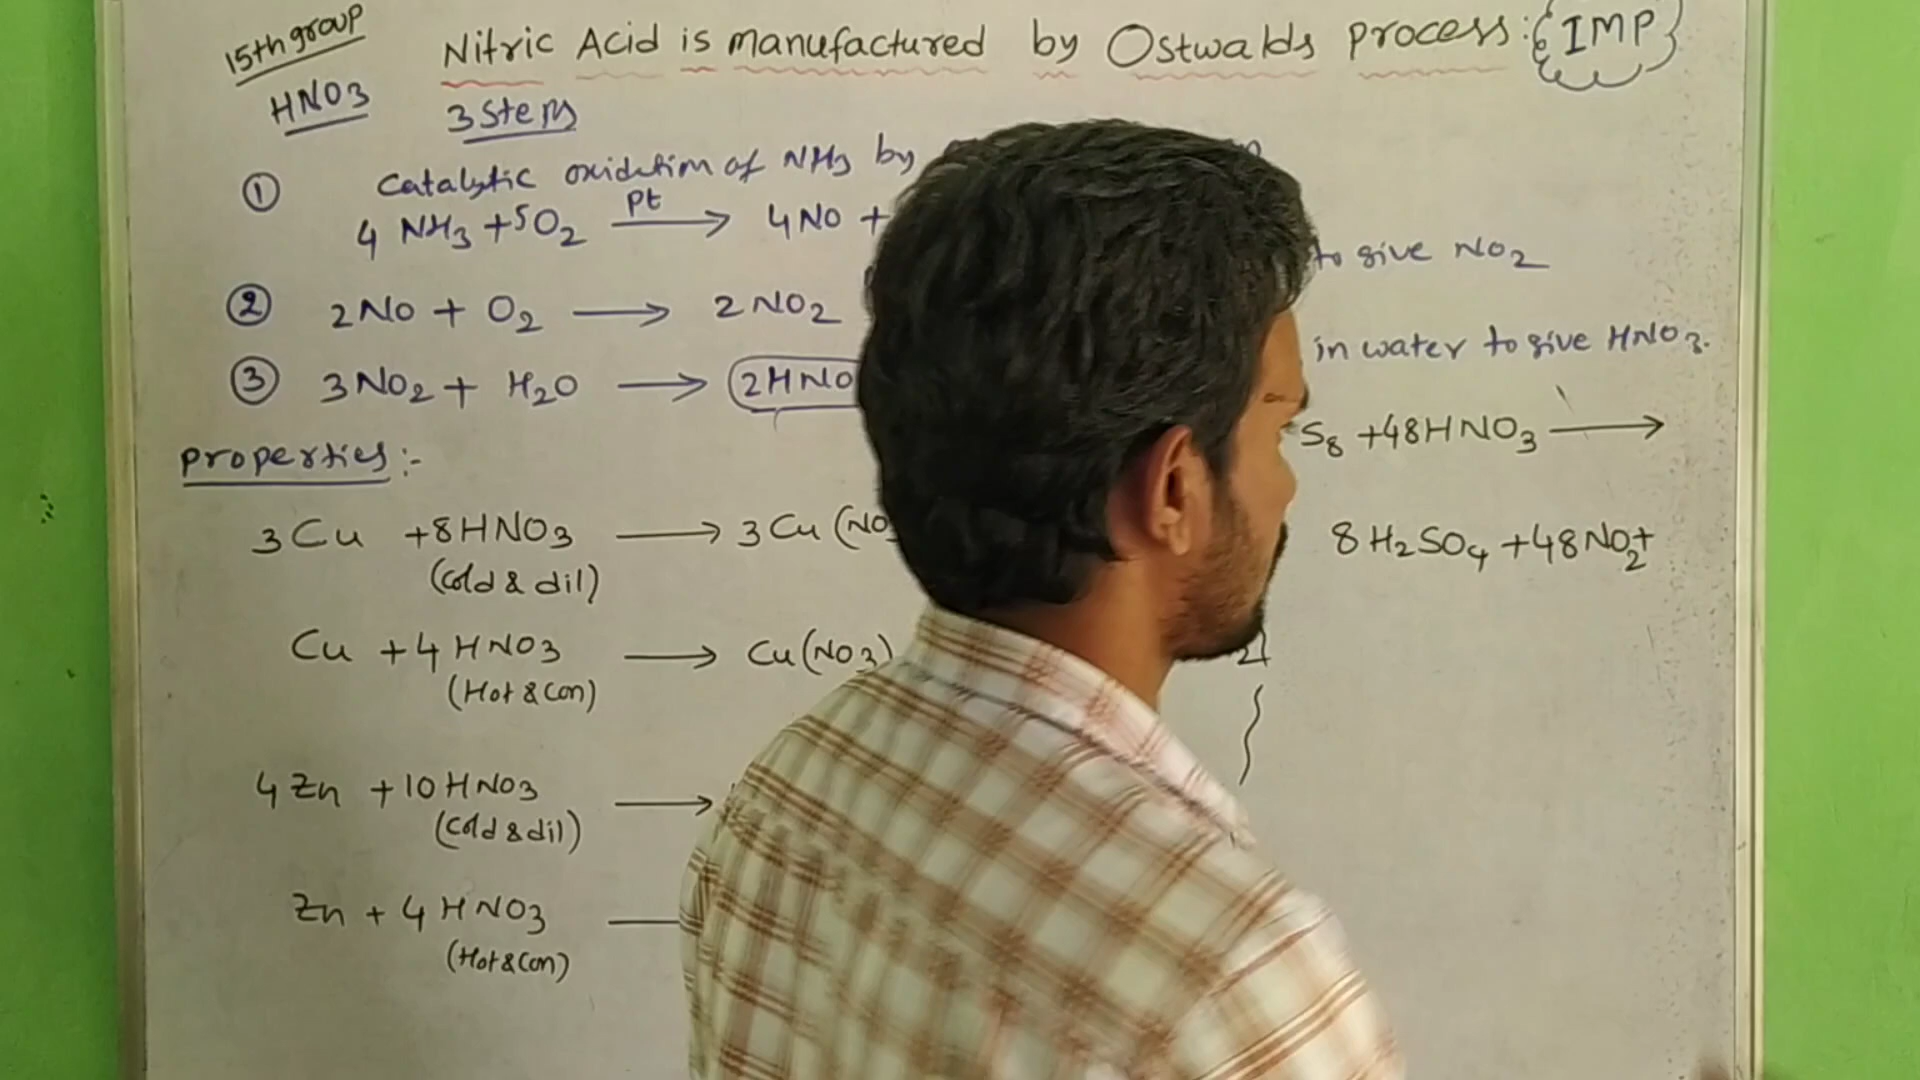 15th group
HNO3
Nitric Acid is manufactured by Ostwalds process :
IMP
3 Steps
① Catalytic oxidation of NH3 by
4 NH3 + 5O2 Pt → 4NO +
to give NO2
② 2NO + O2 → 2NO2
in water to give HNO3.
③ 3NO2 + H2O → 2HNO
S8 + 48HNO3 →
properties :-
3Cu + 8HNO3 → 3Cu(NO
(Cold & dil)
8H2SO4 + 48NO2 +
Cu + 4HNO3 → Cu(NO3)
(Hot & Con)
4Zn + 10HNO3 →
(Cold & dil)
Zn + 4HNO3
(Hot & Con)